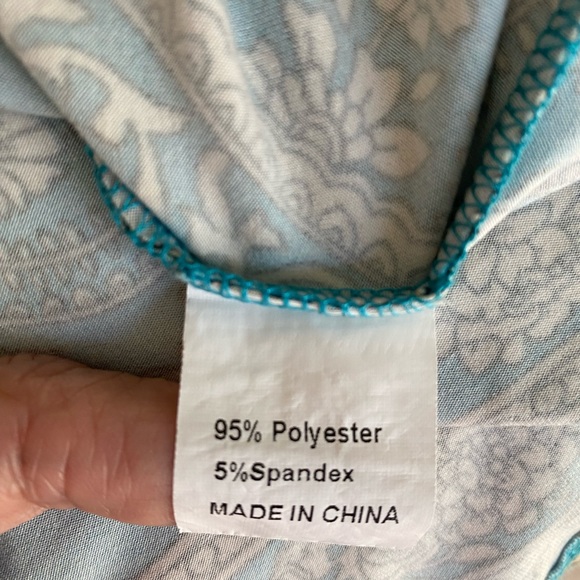 95% Polyester
5%Spandex
MADE IN CHINA